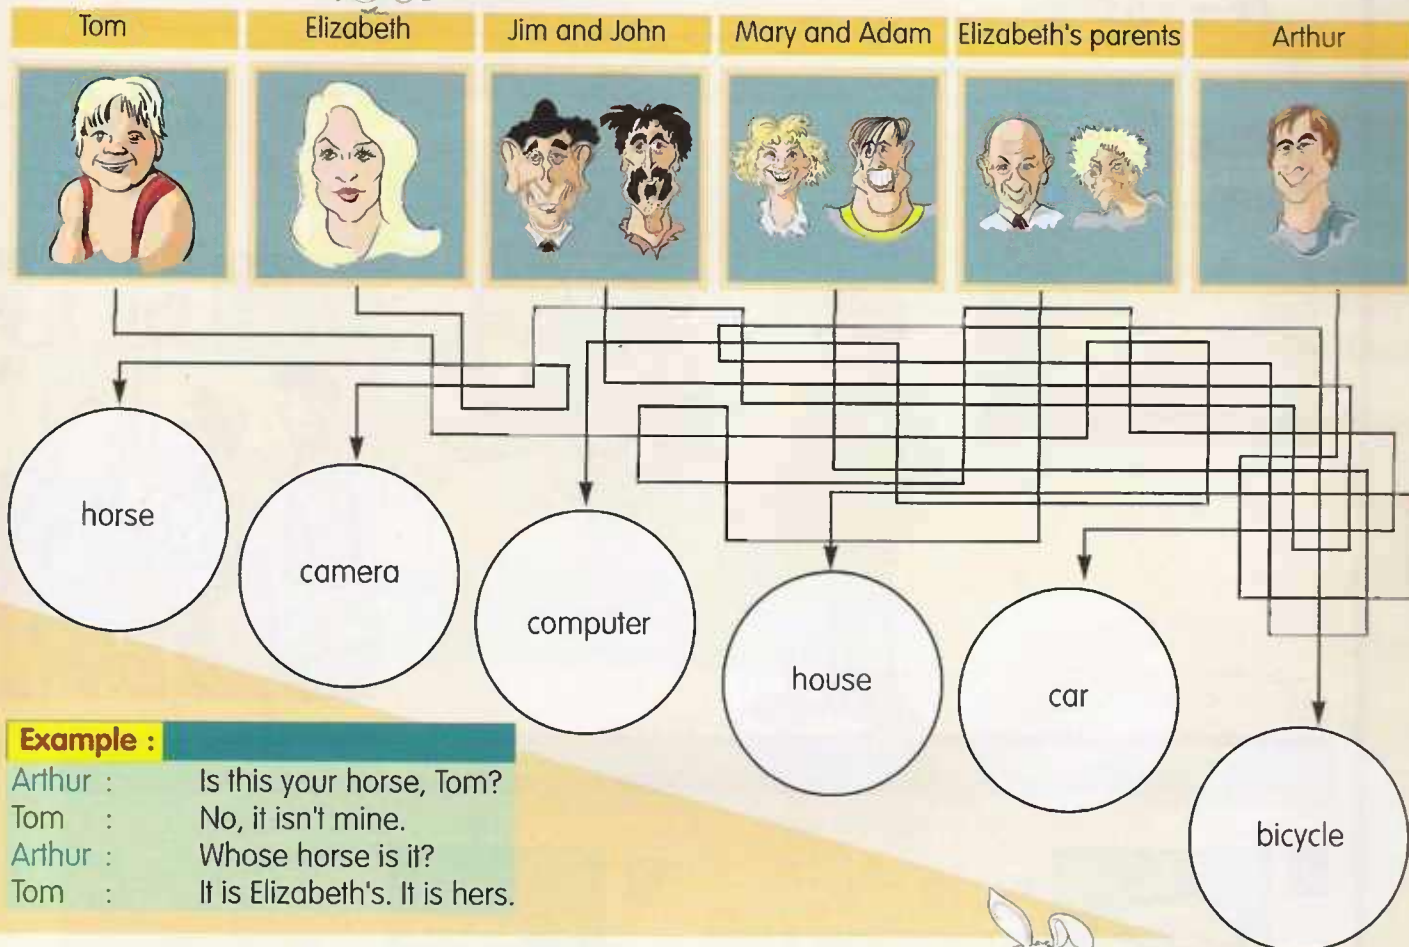 Tom Elizabeth Jim and John Mary and Adam Elizabeth's parents Arthur
horse
camera
computer
house
car
bicycle
Example :
Arthur : Is this your horse, Tom?
Tom : No, it isn't mine.
Arthur : Whose horse is it?
Tom : It is Elizabeth's. It is hers.